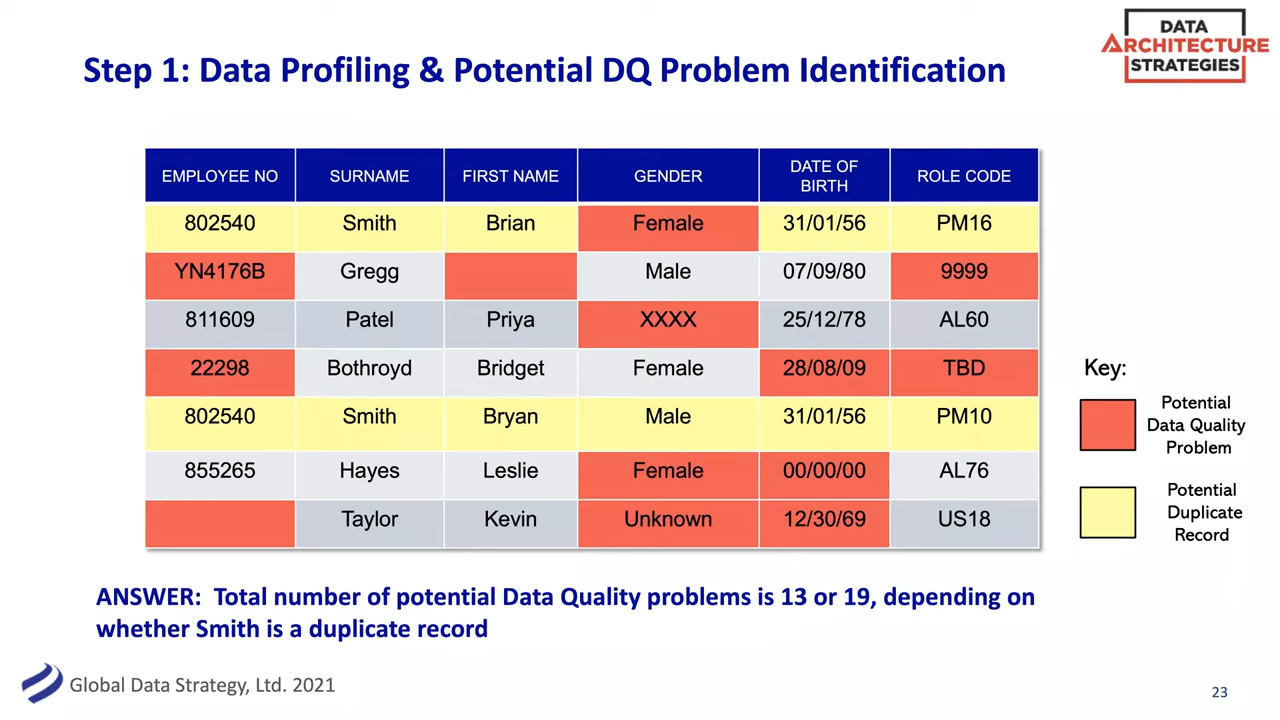 DATA
ARCHITECTURE
STRATEGIES
Step 1: Data Profiling & Potential DQ Problem Identification
EMPLOYEE NO SURNAME FIRST NAME GENDER DATE OF BIRTH ROLE CODE
802540 Smith Brian Female 31/01/56 PM16
YN4176B Gregg Male 07/09/80 9999
811609 Patel Priya XXXX 25/12/78 AL60
22298 Bothroyd Bridget Female 28/08/09 TBD
802540 Smith Bryan Male 31/01/56 PM10
855265 Hayes Leslie Female 00/00/00 AL76
Taylor Kevin Unknown 12/30/69 US18
Key:
Potential
Data Quality
Problem
Potential
Duplicate
Record
ANSWER: Total number of potential Data Quality problems is 13 or 19, depending on
whether Smith is a duplicate record
Global Data Strategy, Ltd. 2021
23